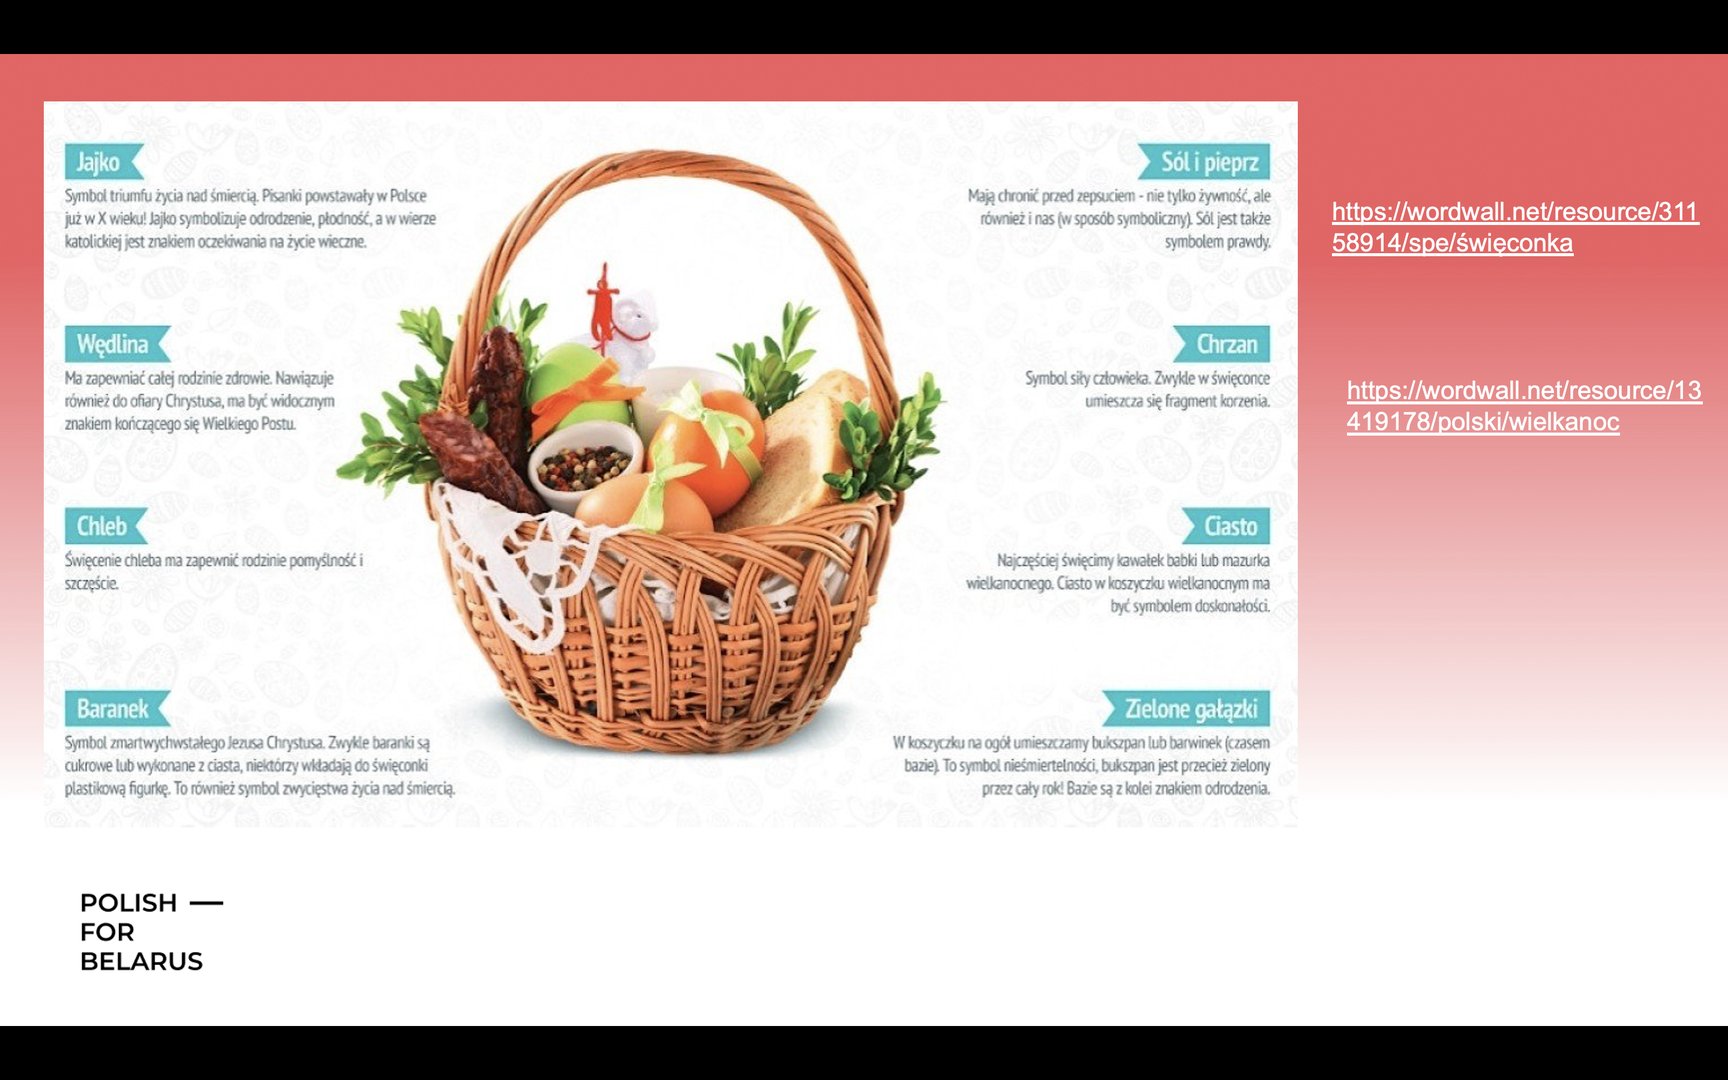 Jajko
Symbol triumfu życia nad śmiercią. Pisanki powstawały w Polsce
już w X wieku! Jajko symbolizuje odrodzenie, płodność, a w wierze
katolickiej jest znakiem oczekiwania na życie wieczne.
Wędlina
Ma zapewniać całej rodzinie zdrowie. Nawiązuje
również do ofiary Chrystusa, ma być widocznym
znakiem kończącego się Wielkiego Postu.
Chleb
Święcenie chleba ma zapewnić rodzinie pomyślność i
szczęście.
Baranek
Symbol zmartwychwstałego Jezusa Chrystusa. Zwykle baranki są
cukrowe lub wykonane z ciasta, niektórzy wkładają do święconki
plastikową figurkę. To również symbol zwycięstwa życia nad śmiercią.
Sól i pieprz
Mają chronić przed zepsuciem - nie tylko żywność, ale
również i nas (w sposób symboliczny). Sól jest także
symbolem prawdy.
Chrzan
Symbol siły człowieka. Zwykle w święconce
umieszcza się fragment korzenia.
Ciasto
Najczęściej święcimy kawałek babki lub mazurka
wielkanocnego. Ciasto w koszyczku wielkanocnym ma
być symbolem doskonałości.
Zielone gałązki
W koszyczku na ogół umieszczamy bukszpan lub barwinek (czasem
bazie). To symbol nieśmiertelności, bukszpan jest przecież zielony
przez cały rok! Bazie są z kolei znakiem odrodzenia.
https://wordwall.net/resource/311
58914/spe/święconka
https://wordwall.net/resource/13
419178/polski/wielkanoc
POLISH —
FOR
BELARUS